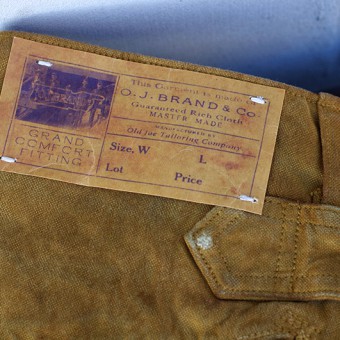 This Garment is made
O. J. BRAND & Co
Guaranteed Rich Cloth
MASTER MADE
MANUFACTURED BY
Old Joe Tailoring Company
GRAND
COMFORT
FITTING
Size, W L
Lot Price